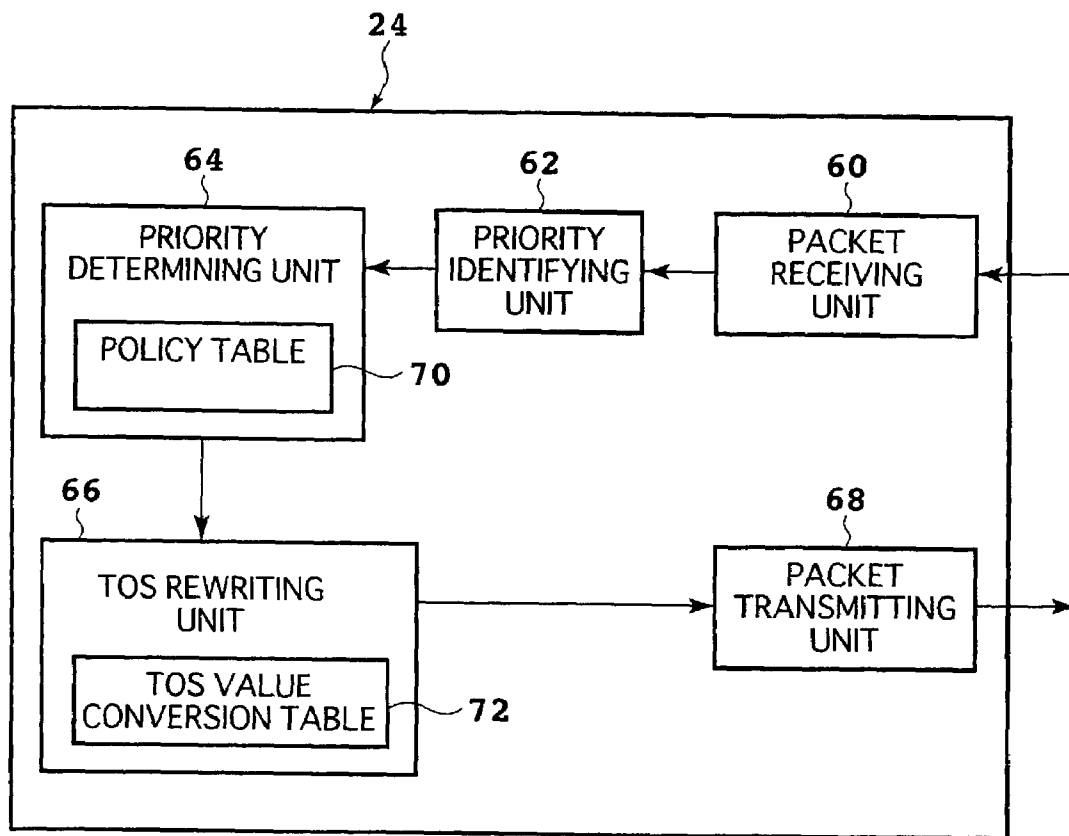 24
64
62
60
PRIORITY
DETERMINING UNIT
POLICY TABLE
70
PRIORITY
IDENTIFYING
UNIT
PACKET
RECEIVING
UNIT
66
68
TOS REWRITING
UNIT
TOS VALUE
CONVERSION TABLE
72
PACKET
TRANSMITTING
UNIT